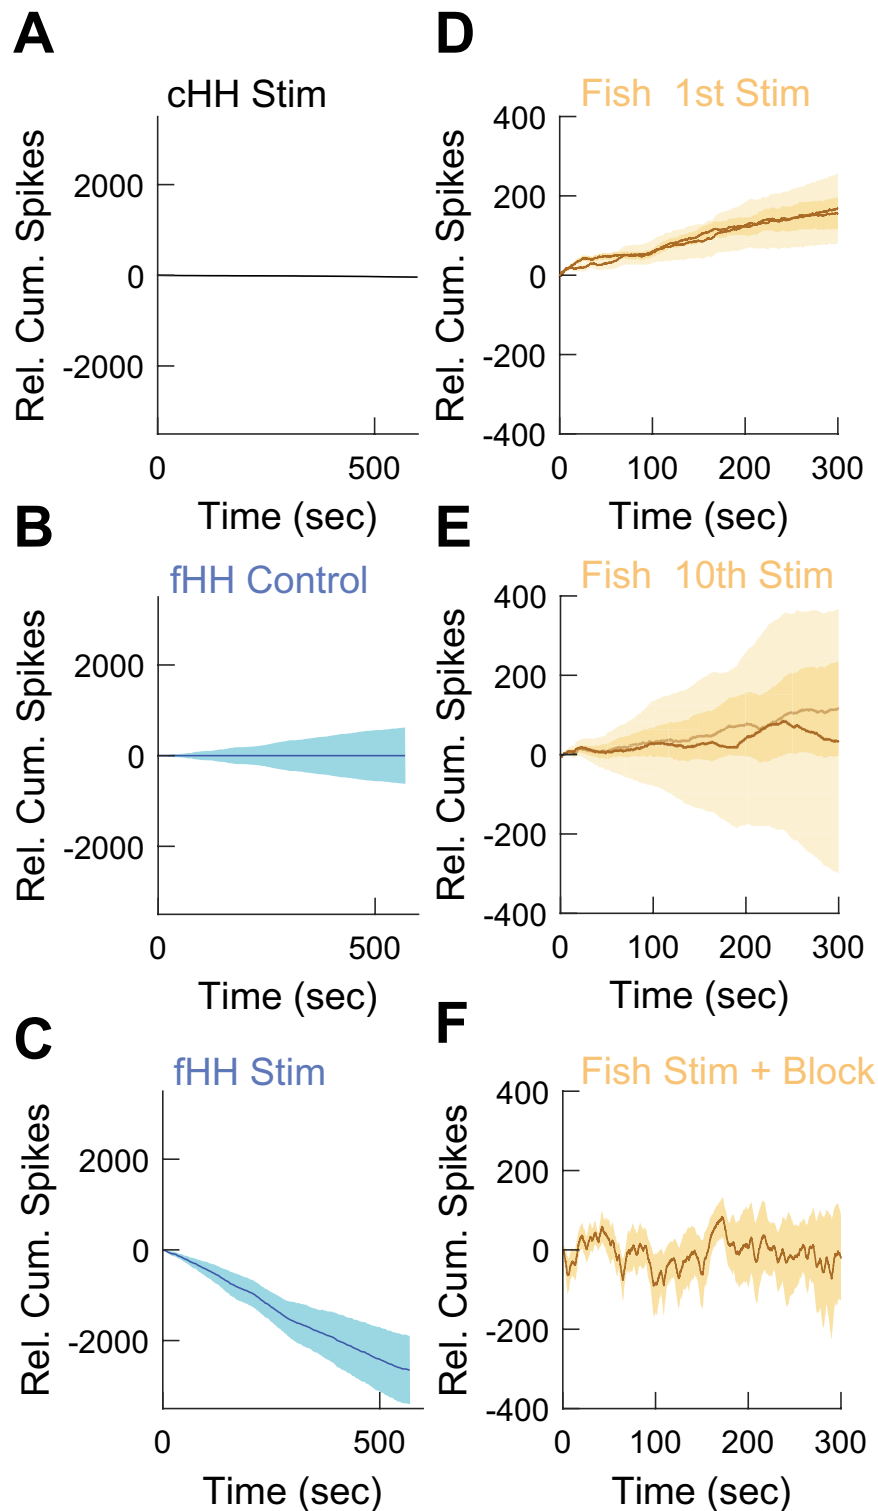 A
cHH Stim
Rel. Cum. Spikes
2000
0
-2000
0 500
Time (sec)
B
fHH Control
Rel. Cum. Spikes
2000
0
-2000
0 500
Time (sec)
C
fHH Stim
Rel. Cum. Spikes
2000
0
-2000
0 500
Time (sec)
D
Fish 1st Stim
Rel. Cum. Spikes
400
200
0
-200
-400
0 100 200 300
Time (sec)
E
Fish 10th Stim
Rel. Cum. Spikes
400
200
0
-200
-400
0 100 200 300
Time (sec)
F
Fish Stim + Block
Rel. Cum. Spikes
400
200
0
-200
-400
0 100 200 300
Time (sec)